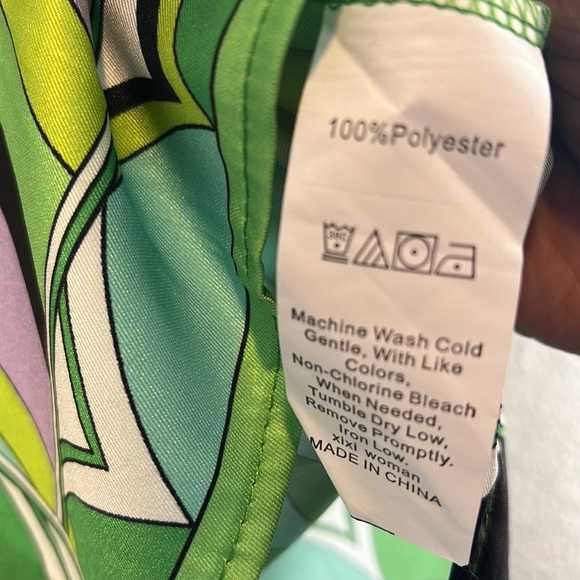 100%Polyester
Machine Wash Cold
Gentle, With Like
Colors,
Non-Chlorine Bleach
When Needed,
Tumble Dry Low,
Remove Promptly.
Iron Low.
xixi woman
MADE IN CHINA